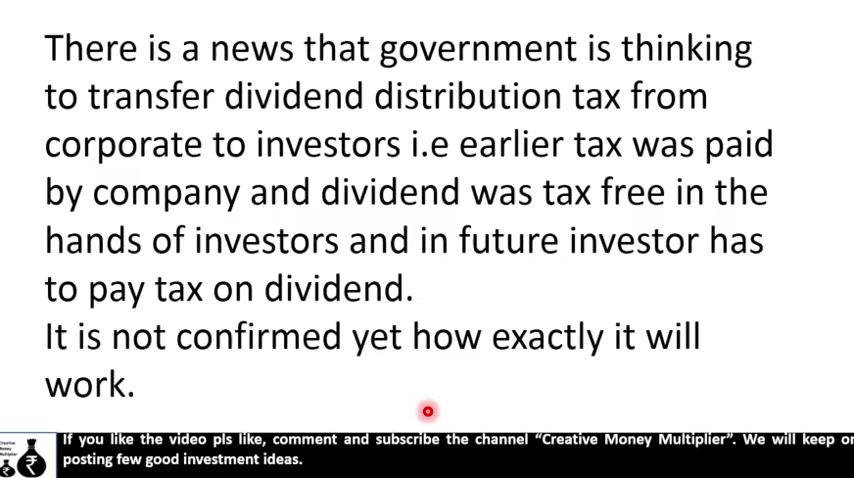 There is a news that government is thinking
to transfer dividend distribution tax from
corporate to investors i.e earlier tax was paid
by company and dividend was tax free in the
hands of investors and in future investor has
to pay tax on dividend.
It is not confirmed yet how exactly it will
work.
Creative
Money
Multiplier
If you like the video pls like, comment and subscribe the channel “Creative Money Multiplier”. We will keep on
posting few good investment ideas.